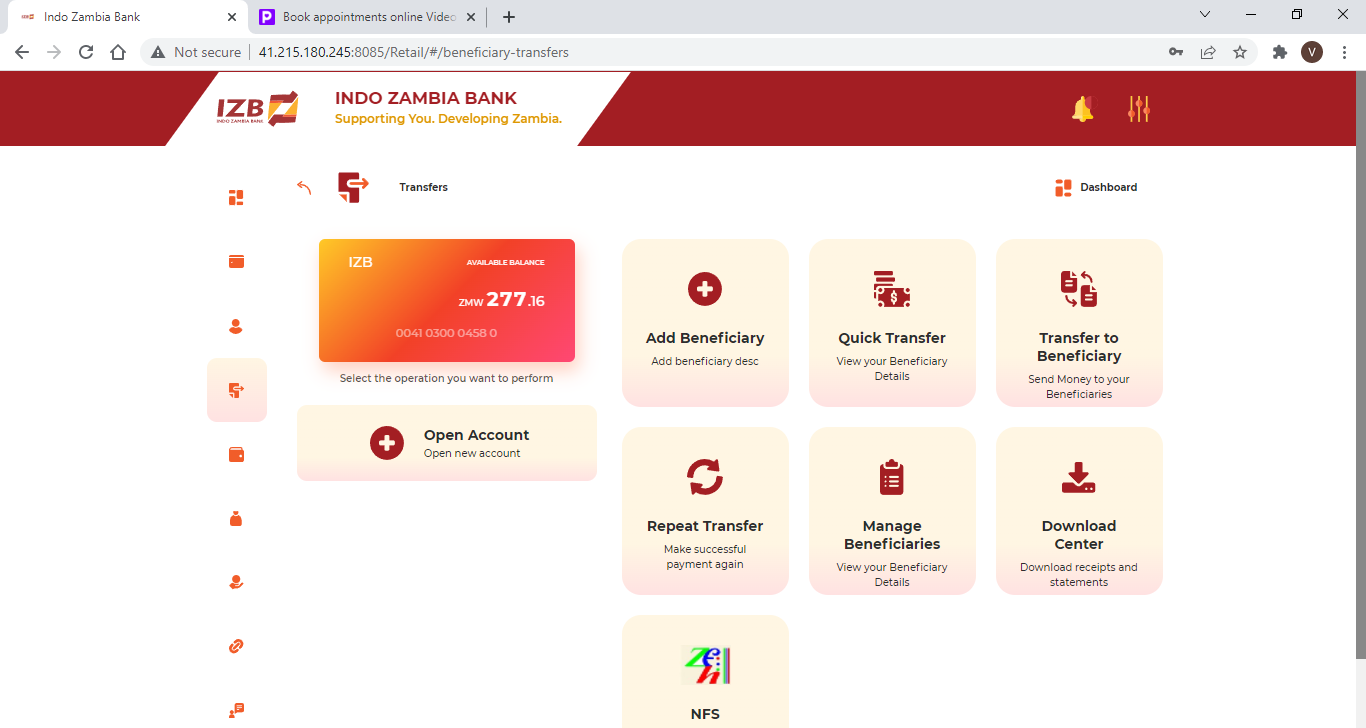 Indo Zambia Bank
Book appointments online Video
Not secure
41.215.180.245:8085/Retail/#/beneficiary-transfers
V
IZB
INDO ZAMBIA BANK
INDO ZAMBIA BANK
Supporting You. Developing Zambia.
Transfers
Dashboard
IZB
AVAILABLE BALANCE
ZMW 277.16
0041 0300 0458 0
Select the operation you want to perform
Open Account
Open new account
Add Beneficiary
Add beneficiary desc
Quick Transfer
View your Beneficiary
Details
Transfer to
Beneficiary
Send Money to your
Beneficiaries
Repeat Transfer
Make successful
payment again
Manage
Beneficiaries
View your Beneficiary
Details
Download
Center
Download receipts and
statements
NFS